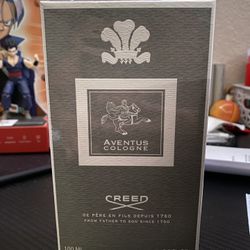 AVENTUS
COLOGNE
CREED
DE PÈRE EN FILS DEPUIS 1760
FROM FATHER TO SON SINCE 1760
100 Ml